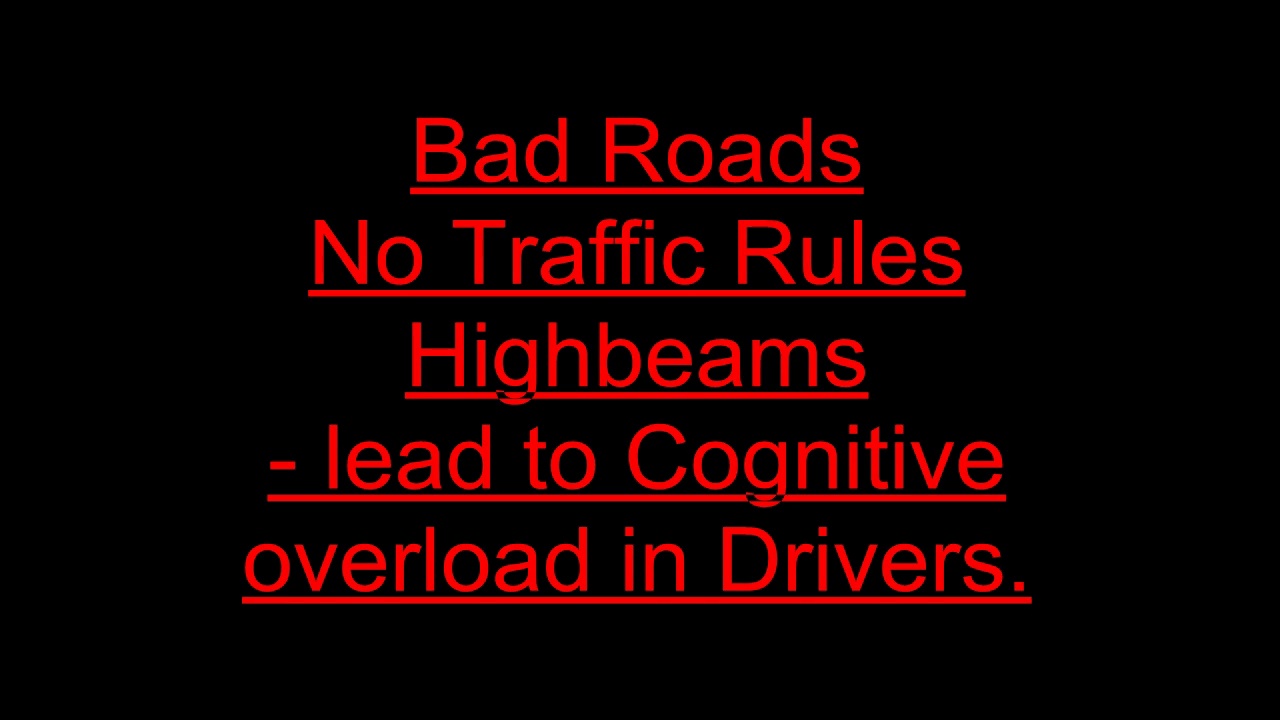 Bad Roads
No Traffic Rules
Highbeams
- lead to Cognitive
overload in Drivers.